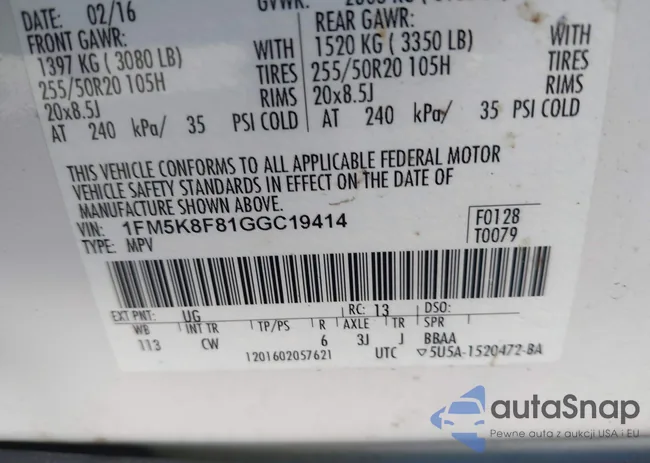 DATE: 02/16
FRONT GAWR:
1397 KG ( 3080 LB) WITH
255/50R20 105H TIRES
20x8.5J RIMS
AT 240 kPa/ 35 PSI COLD
GVWR:
REAR GAWR:
1520 KG ( 3350 LB) WITH
255/50R20 105H TIRES
20x8.5J RIMS
AT 240 kPa/ 35 PSI COLD
THIS VEHICLE CONFORMS TO ALL APPLICABLE FEDERAL MOTOR
VEHICLE SAFETY STANDARDS IN EFFECT ON THE DATE OF
MANUFACTURE SHOWN ABOVE.
VIN: 1FM5K8F81GGC19414
TYPE: MPV
F0128
T0079
EXT PNT: UG RC: 13 DSO:
WB INT TR TP/PS R AXLE TR SPR
113 CW 6 3J J BBAA
1201602057621 UTC ▽5U5A-1520472-BA
autaSnap
Pewne auta z aukcji USA i EU